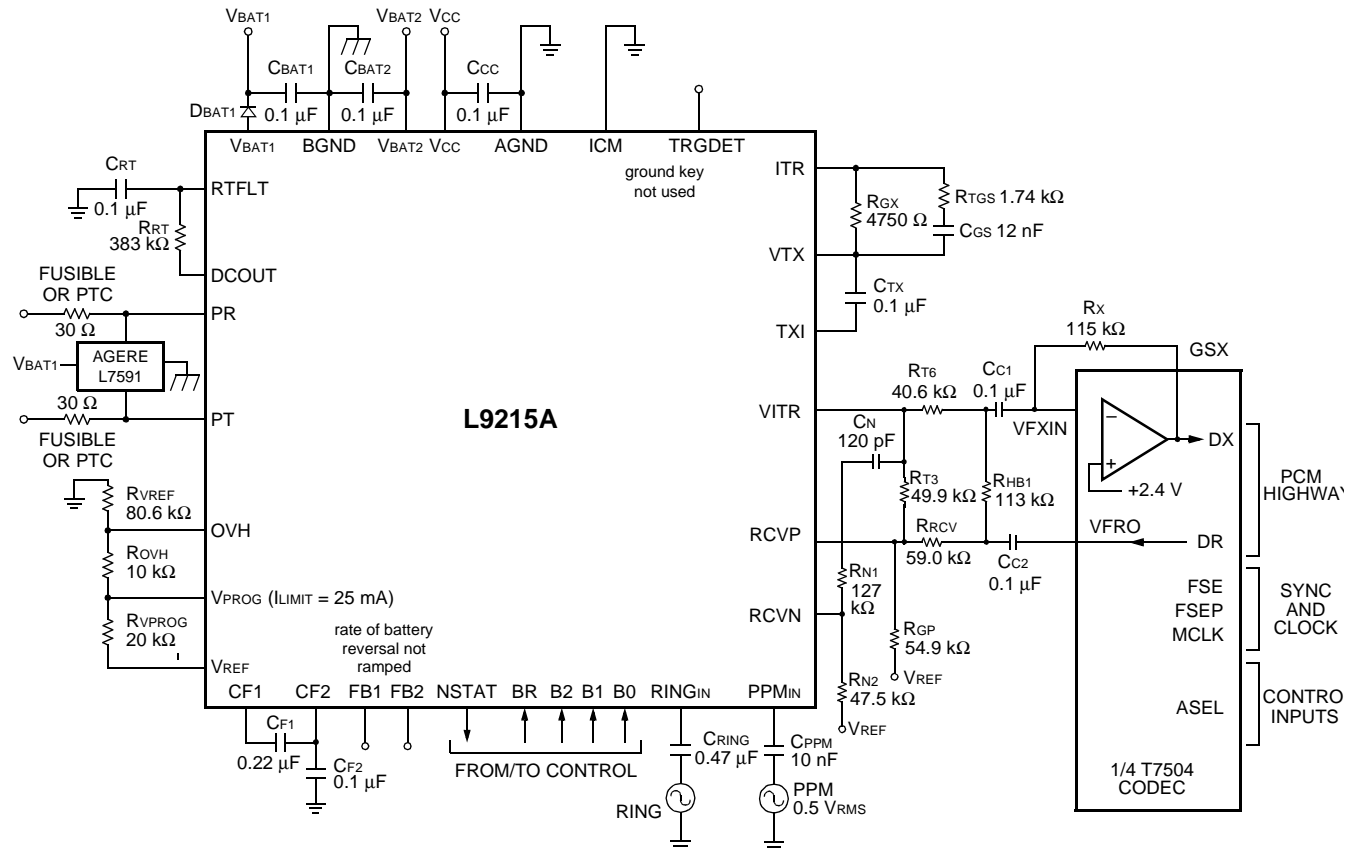 VBAT1
VBAT2
VCC
CBAT1
0.1 µF
CBAT2
0.1 µF
CCC
0.1 µF
DBAT1
VBAT1
BGND
VBAT2
VCC
AGND
ICM
TRGDET
ground key
not used
CRT
0.1 µF
RTFLT
RRT
383 kΩ
DCOUT
FUSIBLE
OR PTC
30 Ω
PR
VBAT1
AGERE
L7591
30 Ω
PT
FUSIBLE
OR PTC
RVREF
80.6 kΩ
OVH
ROVH
10 kΩ
VPROG (ILIMIT = 25 mA)
RVPROG
20 kΩ
VREF
L9215A
rate of battery
reversal not
ramped
CF1
CF2
FB1
FB2
NSTAT
BR
B2
B1
B0
RINGIN
PPMIN
CF1
0.22 µF
CF2
0.1 µF
FROM/TO CONTROL
CRING
0.47 µF
RING
CPPM
10 nF
PPM
0.5 VRMS
ITR
RGX
4750 Ω
RTGS 1.74 kΩ
CGS 12 nF
VTX
CTX
0.1 µF
TXI
VITR
RT6
40.6 kΩ
CC1
0.1 µF
RX
115 kΩ
GSX
VFXIN
CN
120 pF
RT3
49.9 kΩ
RHB1
113 kΩ
RCVP
RRCV
59.0 kΩ
CC2
0.1 µF
VFRO
RN1
127
kΩ
RCVN
RGP
54.9 kΩ
VREF
RN2
47.5 kΩ
VREF
−
+
+2.4 V
DX
DR
PCM
HIGHWAY
FSE
FSEP
MCLK
SYNC
AND
CLOCK
ASEL
CONTRO
INPUTS
1/4 T7504
CODEC